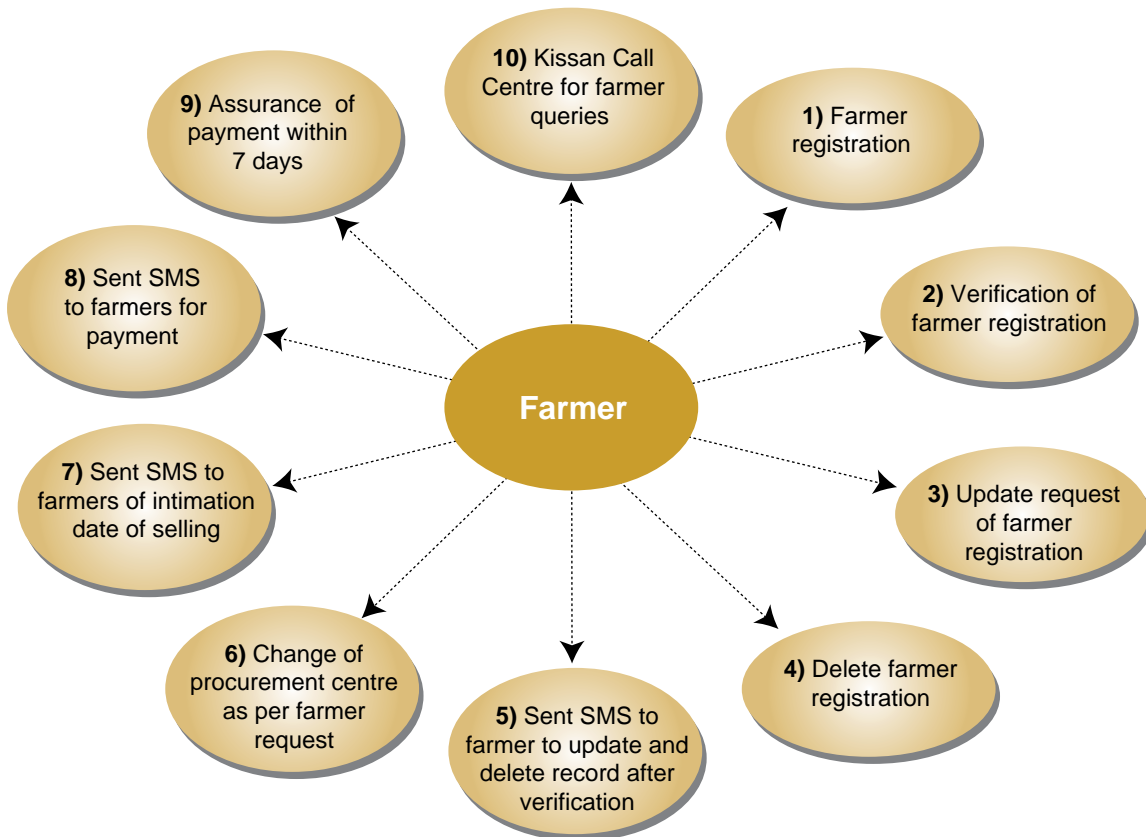 Farmer
1) Farmer
registration
2) Verification of
farmer registration
3) Update request
of farmer
registration
4) Delete farmer
registration
5) Sent SMS to
farmer to update and
delete record after
verification
6) Change of
procurement centre
as per farmer
request
7) Sent SMS to
farmers of intimation
date of selling
8) Sent SMS
to farmers for
payment
9) Assurance of
payment within
7 days
10) Kissan Call
Centre for farmer
queries